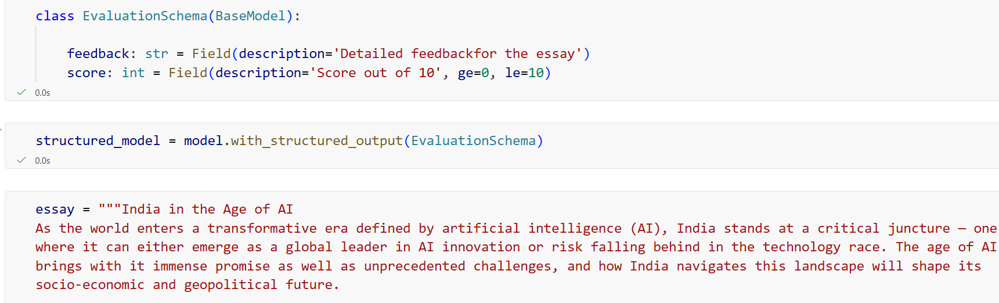 class EvaluationSchema(BaseModel):
feedback: str = Field(description='Detailed feedbackfor the essay')
score: int = Field(description='Score out of 10', ge=0, le=10)
0.0s
structured_model = model.with_structured_output(EvaluationSchema)
0.0s
essay = """India in the Age of AI
As the world enters a transformative era defined by artificial intelligence (AI), India stands at a critical juncture — one
where it can either emerge as a global leader in AI innovation or risk falling behind in the technology race. The age of AI
brings with it immense promise as well as unprecedented challenges, and how India navigates this landscape will shape its
socio-economic and geopolitical future.